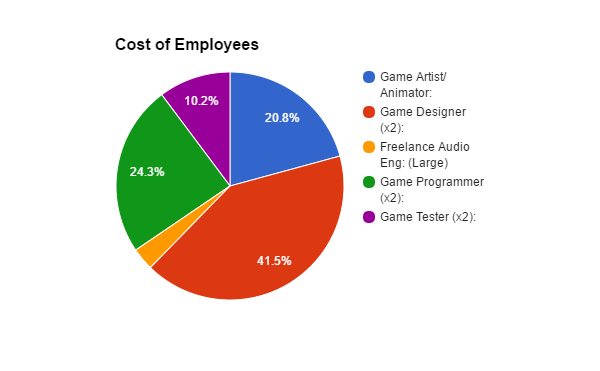 Cost of Employees
Game Artist/
Animator:
Game Designer
(x2):
Freelance Audio
Eng: (Large)
Game Programmer
(x2):
Game Tester (x2):
20.8%
41.5%
24.3%
10.2%